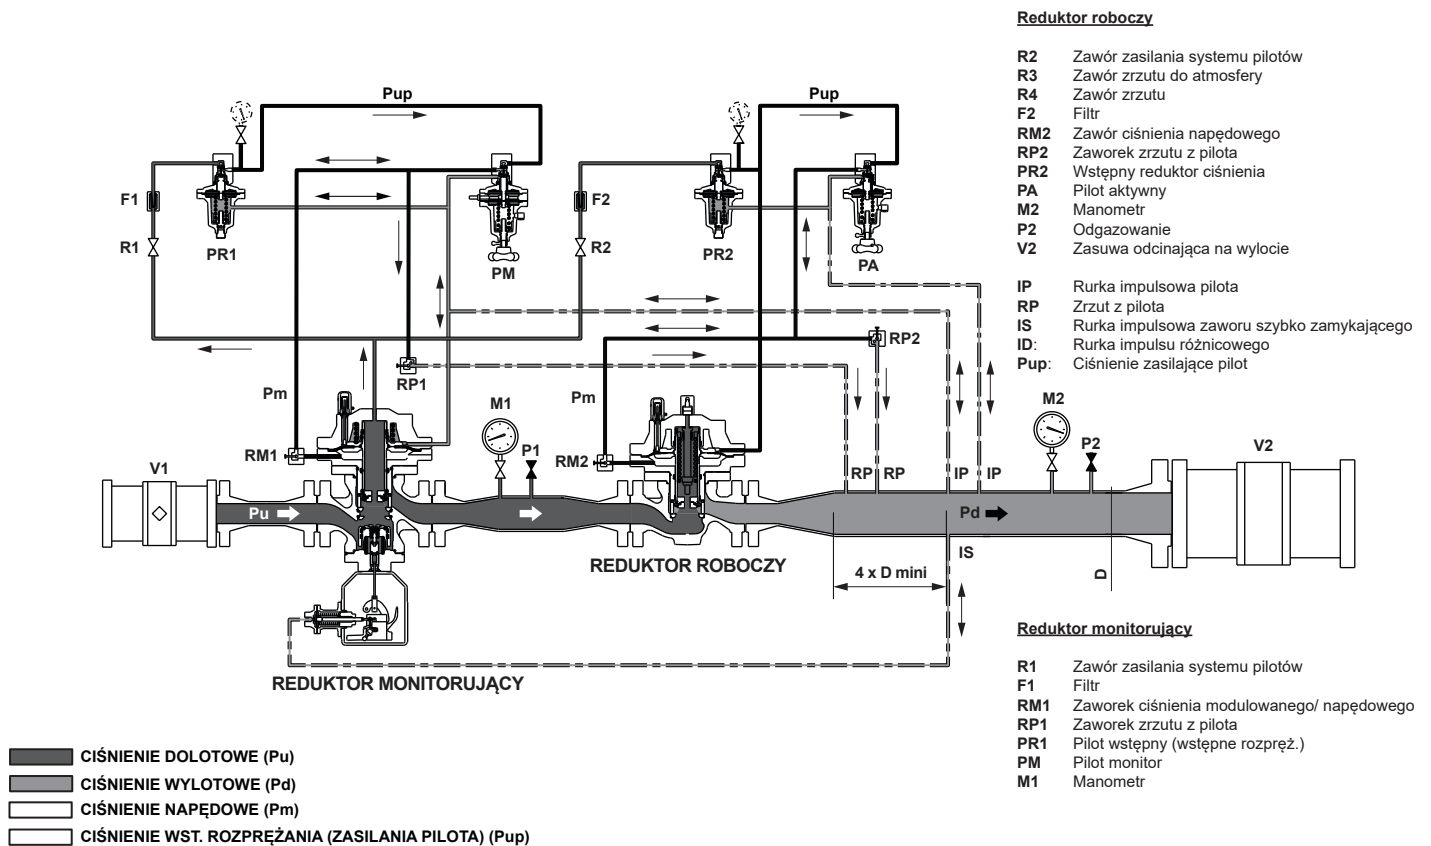 Reduktor roboczy
R2 Zawór zasilania systemu pilotów
R3 Zawór zrzutu do atmosfery
R4 Zawór zrzutu
F2 Filtr
RM2 Zawór ciśnienia napędowego
RP2 Zaworek zrzutu z pilota
PR2 Wstępny reduktor ciśnienia
PA Pilot aktywny
M2 Manometr
P2 Odgazowanie
V2 Zasuwa odcinająca na wylocie
IP Rurka impulsowa pilota
RP Zrzut z pilota
IS Rurka impulsowa zaworu szybko zamykającego
ID: Rurka impulsu różnicowego
Pup: Ciśnienie zasilające pilot
Pup
Pup
F1
F2
R1
PR1
PM
R2
PR2
PA
RP1
RP2
Pm
Pm
M1
M2
RM1
P1
RM2
P2
V1
V2
RP
RP
IP
IP
Pu
Pd
IS
REDUKTOR ROBOCZY
4 x D mini
D
REDUKTOR MONITORUJĄCY
Reduktor monitorujący
R1 Zawór zasilania systemu pilotów
F1 Filtr
RM1 Zaworek ciśnienia modulowanego/ napędowego
RP1 Zaworek zrzutu z pilota
PR1 Pilot wstępny (wstępne rozpręż.)
PM Pilot monitor
M1 Manometr
CIŚNIENIE DOLOTOWE (Pu)
CIŚNIENIE WYLOTOWE (Pd)
CIŚNIENIE NAPĘDOWE (Pm)
CIŚNIENIE WST. ROZPRĘŻANIA (ZASILANIA PILOTA) (Pup)